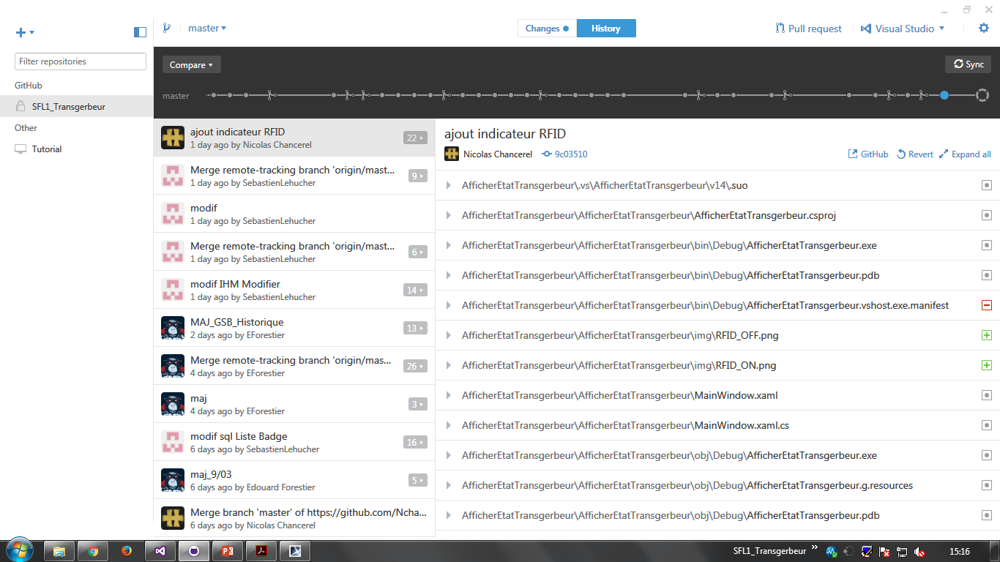 master
Changes
History
Pull request
Visual Studio
Filter repositories
GitHub
SFL1_Transgerbeur
Other
Tutorial
Compare
Sync
master
ajout indicateur RFID
1 day ago by Nicolas Chancerel
22
Merge remote-tracking branch 'origin/mast...
1 day ago by SebastienLehucher
9
modif
1 day ago by SebastienLehucher
Merge remote-tracking branch 'origin/mast...
1 day ago by SebastienLehucher
6
modif IHM Modifier
1 day ago by SebastienLehucher
14
MAJ_GSB_Historique
2 days ago by EForestier
13
Merge remote-tracking branch 'origin/mas...
4 days ago by EForestier
26
maj
4 days ago by EForestier
3
modif sql Liste Badge
6 days ago by SebastienLehucher
16
maj_9/03
6 days ago by Edouard Forestier
5
Merge branch 'master' of https://github.com/Ncha...
6 days ago by Nicolas Chancerel
ajout indicateur RFID
Nicolas Chancerel
9c03510
GitHub
Revert
Expand all
AfficherEtatTransgerbeur\.vs\AfficherEtatTransgerbeur\v14\.suo
AfficherEtatTransgerbeur\AfficherEtatTransgerbeur\AfficherEtatTransgerbeur.csproj
AfficherEtatTransgerbeur\AfficherEtatTransgerbeur\bin\Debug\AfficherEtatTransgerbeur.exe
AfficherEtatTransgerbeur\AfficherEtatTransgerbeur\bin\Debug\AfficherEtatTransgerbeur.pdb
AfficherEtatTransgerbeur\AfficherEtatTransgerbeur\bin\Debug\AfficherEtatTransgerbeur.vshost.exe.manifest
AfficherEtatTransgerbeur\AfficherEtatTransgerbeur\img\RFID_OFF.png
AfficherEtatTransgerbeur\AfficherEtatTransgerbeur\img\RFID_ON.png
AfficherEtatTransgerbeur\AfficherEtatTransgerbeur\MainWindow.xaml
AfficherEtatTransgerbeur\AfficherEtatTransgerbeur\MainWindow.xaml.cs
AfficherEtatTransgerbeur\AfficherEtatTransgerbeur\obj\Debug\AfficherEtatTransgerbeur.exe
AfficherEtatTransgerbeur\AfficherEtatTransgerbeur\obj\Debug\AfficherEtatTransgerbeur.g.resources
AfficherEtatTransgerbeur\AfficherEtatTransgerbeur\obj\Debug\AfficherEtatTransgerbeur.pdb
SFL1_Transgerbeur
15:16